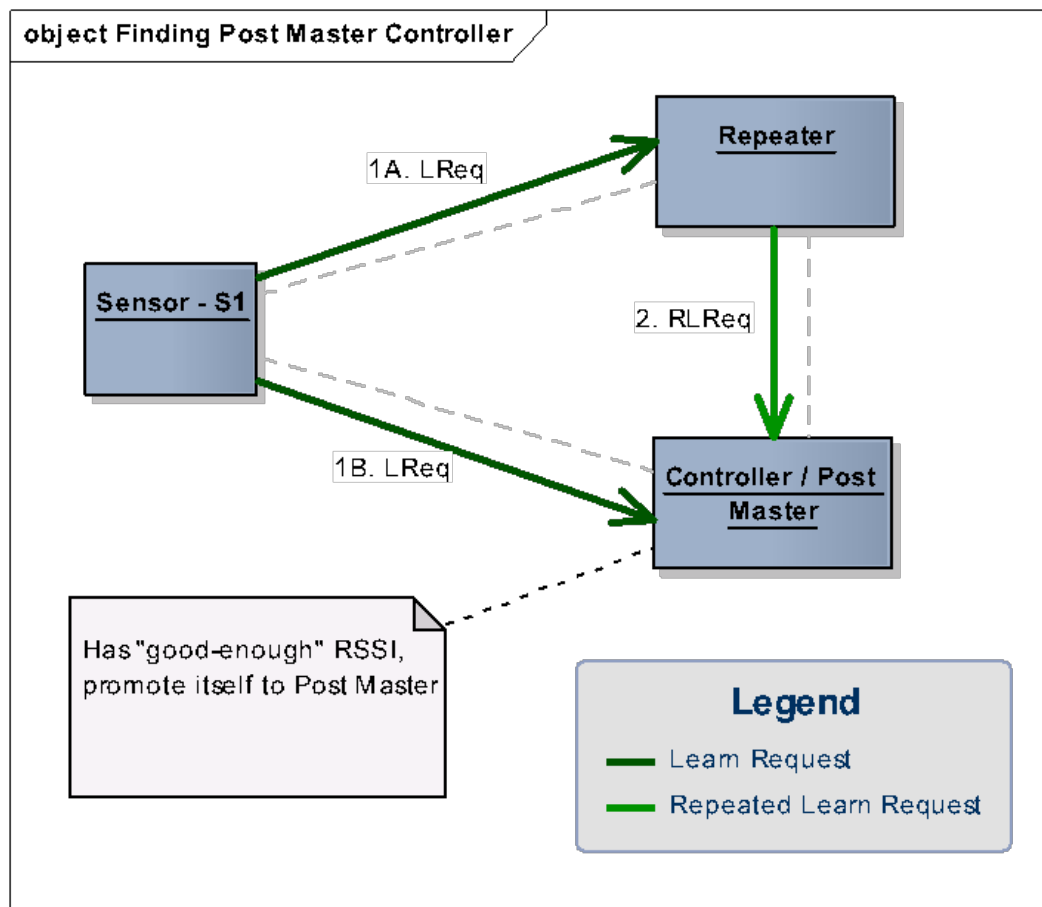 object Finding Post Master Controller
Repeater
1A. LReq
Sensor - S1
2. RLReq
1B. LReq
Controller / Post
Master
Has "good-enough" RSSI,
promote itself to Post Master
Legend
Learn Request
Repeated Learn Request